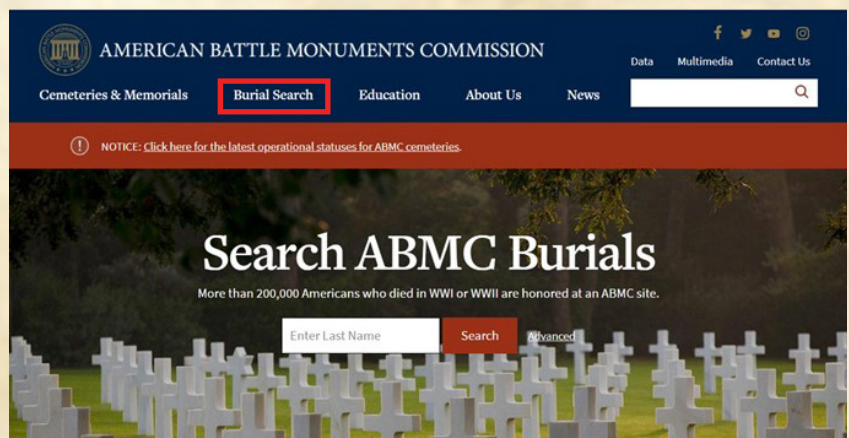 AMERICAN BATTLE MONUMENTS COMMISSION
Data Multimedia Contact Us
Cemeteries & Memorials Burial Search Education About Us News
NOTICE: Click here for the latest operational statuses for ABMC cemeteries.
Search ABMC Burials
More than 200,000 Americans who died in WWI or WWII are honored at an ABMC site.
Enter Last Name Search Advanced